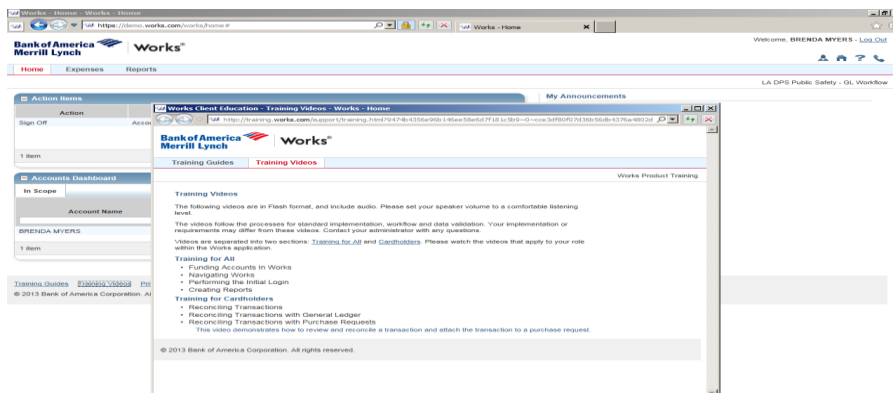 Works - Home - Works - Home
https://demo.works.com/works/home#
Works - Home
Welcome, BRENDA MYERS - Log Out
Bank of America
Merrill Lynch
Works®
Home Expenses Reports
LA DPS Public Safety - GL Workflow
Action Items
My Announcements
Action
Sign Off
1 item
Accounts Dashboard
In Scope
Account Name
BRENDA MYERS
1 item
Training Guides Training Videos
© 2013 Bank of America Corporation.
Works Client Education - Training Videos - Works - Home
Bank of America
Merrill Lynch
Works®
Training Guides Training Videos
Works Product Training
Training Videos
The following videos are in Flash format, and include audio. Please set your speaker volume to a comfortable listening
level.
The videos follow the processes for standard implementation, workflow and data validation. Your implementation or
requirements may differ from these videos. Contact your administrator with any questions.
Videos are separated into two sections: Training for All and Cardholders. Please watch the videos that apply to your role
within the Works application.
Training for All
• Funding Accounts In Works
• Navigating Works
• Performing the Initial Login
• Creating Reports
Training for Cardholders
• Reconciling Transactions
• Reconciling Transactions with General Ledger
• Reconciling Transactions with Purchase Requests
This video demonstrates how to review and reconcile a transaction and attach the transaction to a purchase request.
© 2013 Bank of America Corporation. All rights reserved.